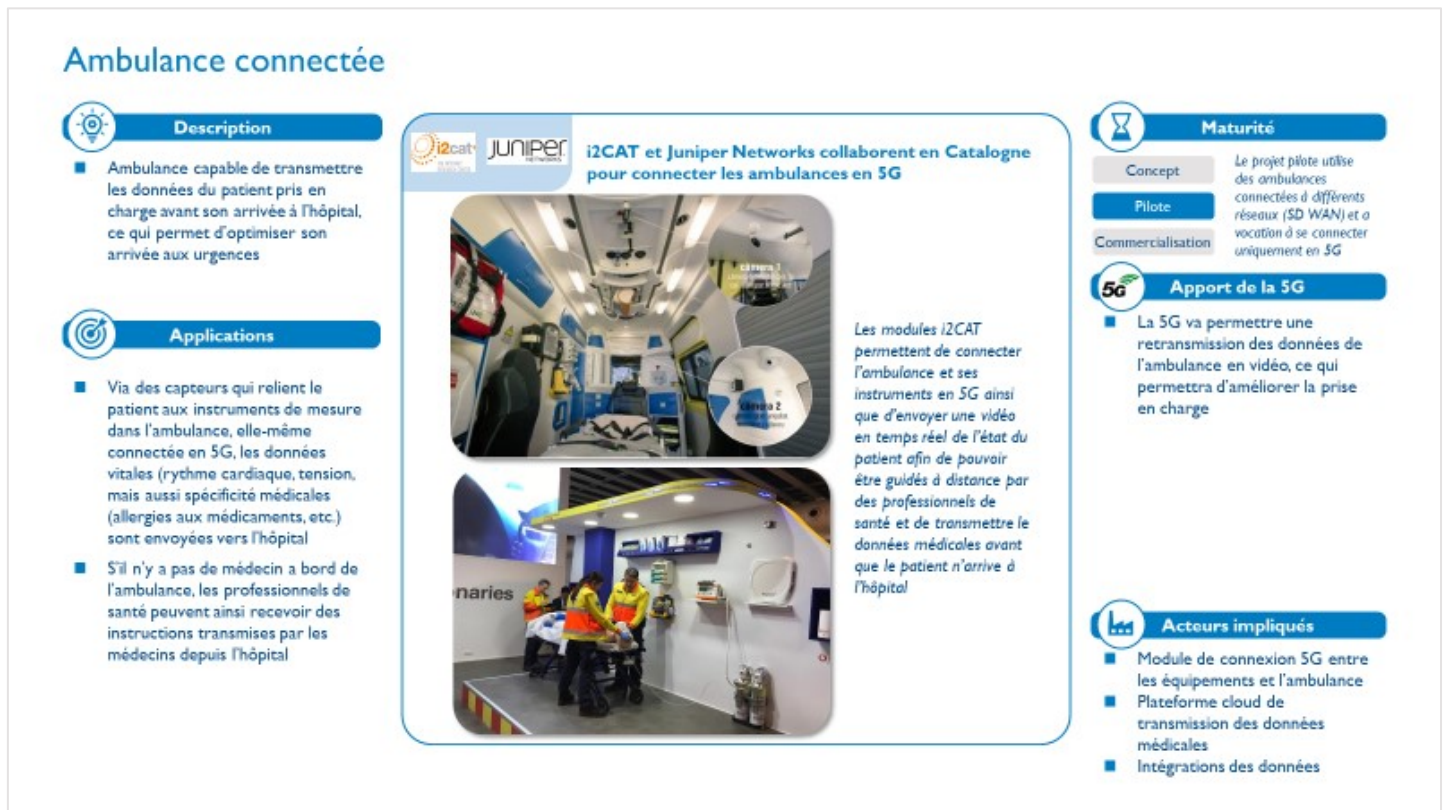 Ambulance connectée
Description
Ambulance capable de transmettre
les données du patient pris en
charge avant son arrivée à l'hôpital,
ce qui permet d'optimiser son
arrivée aux urgences
Applications
Via des capteurs qui relient le
patient aux instruments de mesure
dans l'ambulance, elle-même
connectée en 5G, les données
vitales (rythme cardiaque, tension,
mais aussi spécificité médicales
(allergies aux médicaments, etc.)
sont envoyées vers l'hôpital
S'il n'y a pas de médecin a bord de
l'ambulance, les professionnels de
santé peuvent ainsi recevoir des
instructions transmises par les
médecins depuis l'hôpital
i2cat
JUNIPER
NETWORKS
i2CAT et Juniper Networks collaborent en Catalogne
pour connecter les ambulances en 5G
càmera 1
càmera 2
naries
Les modules i2CAT
permettent de connecter
l'ambulance et ses
instruments en 5G ainsi
que d'envoyer une vidéo
en temps réel de l'état du
patient afin de pouvoir
être guidés à distance par
des professionnels de
santé et de transmettre le
données médicales avant
que le patient n'arrive à
l'hôpital
Maturité
Concept
Pilote
Commercialisation
Le projet pilote utilise
des ambulances
connectées à différents
réseaux (SD WAN) et a
vocation à se connecter
uniquement en 5G
5G
Apport de la 5G
La 5G va permettre une
retransmission des données de
l'ambulance en vidéo, ce qui
permettra d'améliorer la prise
en charge
Acteurs impliqués
Module de connexion 5G entre
les équipements et l'ambulance
Plateforme cloud de
transmission des données
médicales
Intégrations des données